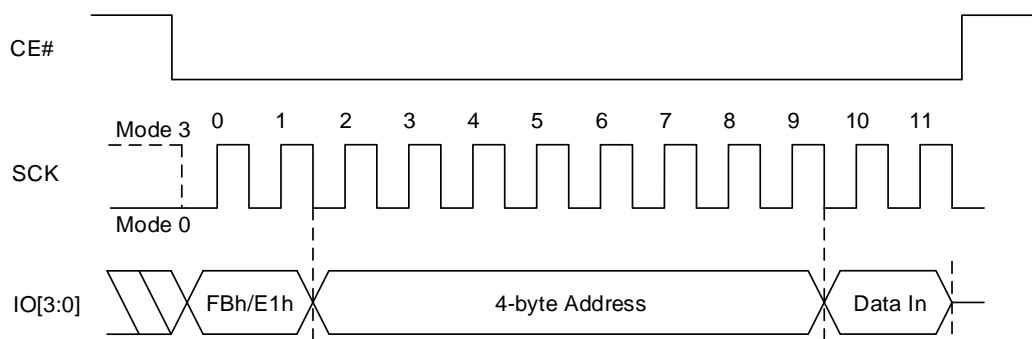 CE#
Mode 3 0 1 2 3 4 5 6 7 8 9 10 11
SCK
Mode 0
IO[3:0] FBh/E1h 4-byte Address Data In